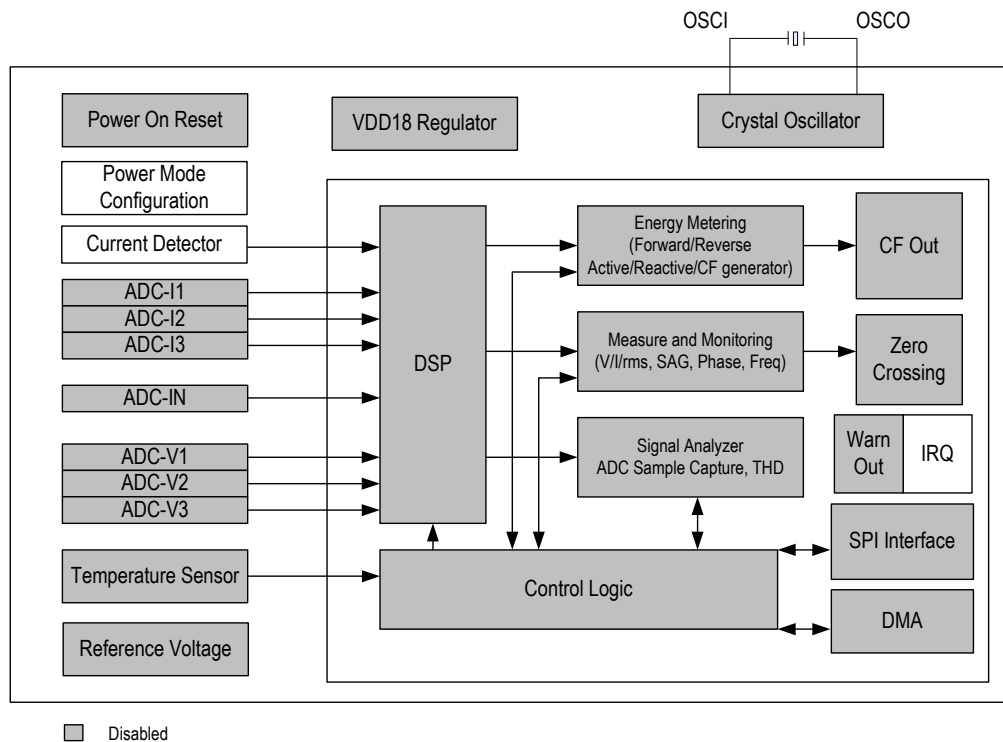 OSCI
OSCO
Power On Reset
VDD18 Regulator
Crystal Oscillator
Power Mode
Configuration
Current Detector
ADC-I1
ADC-I2
ADC-I3
ADC-IN
ADC-V1
ADC-V2
ADC-V3
Temperature Sensor
Reference Voltage
DSP
Energy Metering
(Forward/Reverse
Active/Reactive/CF generator)
CF Out
Measure and Monitoring
(V/I/rms, SAG, Phase, Freq)
Zero
Crossing
Signal Analyzer
ADC Sample Capture, THD
Warn
Out
IRQ
Control Logic
SPI Interface
DMA
Disabled